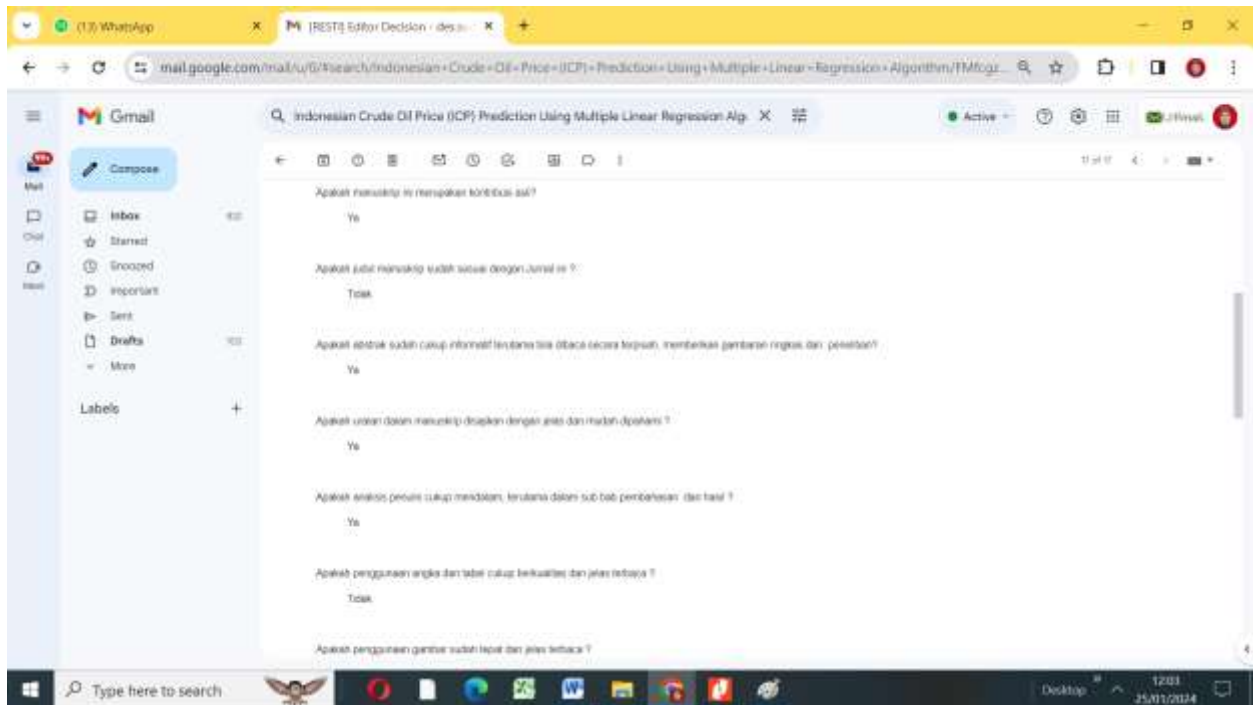 (13) WhatsApp
[RESTI] Editor Decision - des
mail.google.com/mail/u/6/#search/Indonesian+Crude+Oil+Price+(ICP)+Prediction+Using+Multiple+Linear+Regression+Algorithm/
Gmail
Indonesian Crude Oil Price (ICP) Prediction Using Multiple Linear Regression Alg
Active
Compose
Mail
Chat
Meet
Inbox
Starred
Snoozed
Important
Sent
Drafts
More
Labels
Apakah manuskrip ini merupakan kontribusi asli?
Ya
Apakah judul manuskrip sudah sesuai dengan Jurnal ini ?
Tidak
Apakah abstrak sudah cukup informatif terutama bila dibaca secara terpisah, memberikan gambaran ringkas dari penelitian?
Ya
Apakah uraian dalam manuskrip disajikan dengan jelas dan mudah dipahami ?
Ya
Apakah analisis penulis cukup mendalam, terutama dalam sub bab pembahasan dan hasil ?
Ya
Apakah penggunaan angka dan tabel cukup berkualitas dan jelas terbaca ?
Tidak
Apakah penggunaan gambar sudah tepat dan jelas terbaca ?
Type here to search
Desktop
12:03
25/01/2024